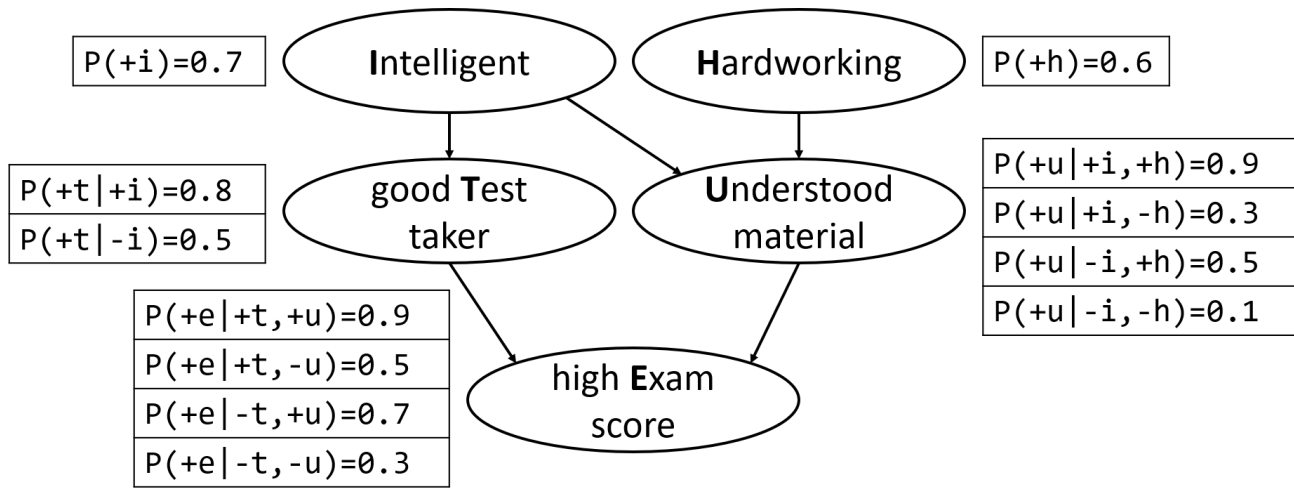 P(+i)=0.7
Intelligent
Hardworking
P(+h)=0.6
P(+t|+i)=0.8
P(+t|-i)=0.5
good Test
taker
Understood
material
P(+u|+i,+h)=0.9
P(+u|+i,-h)=0.3
P(+u|-i,+h)=0.5
P(+u|-i,-h)=0.1
P(+e|+t,+u)=0.9
P(+e|+t,-u)=0.5
P(+e|-t,+u)=0.7
P(+e|-t,-u)=0.3
high Exam
score